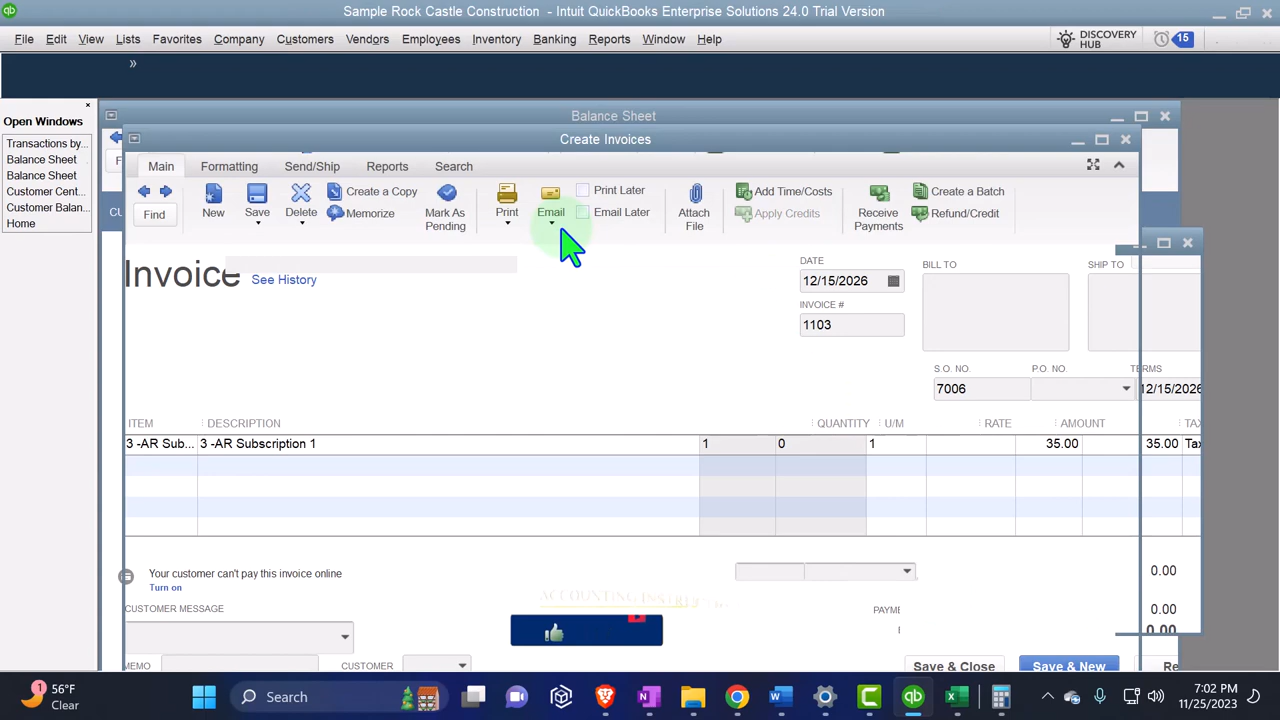 Sample Rock Castle Construction - Intuit QuickBooks Enterprise Solutions 24.0 Trial Version
File Edit View Lists Favorites Company Customers Vendors Employees Inventory Banking Reports Window Help
DISCOVERY HUB 15
»
Open Windows
Transactions by...
Balance Sheet
Balance Sheet
Customer Cent...
Customer Balan...
Home
Balance Sheet
Create Invoices
Main Formatting Send/Ship Reports Search
Find New Save Delete Create a Copy Memorize Mark As Pending Print Email Print Later Email Later Attach File Add Time/Costs Apply Credits Receive Payments Create a Batch Refund/Credit
Invoice See History
DATE BILL TO SHIP TO
12/15/2026
INVOICE #
1103
S.O. NO. P.O. NO. TERMS
7006 12/15/2026
ITEM DESCRIPTION QUANTITY U/M RATE AMOUNT TA
3 -AR Sub... 3 -AR Subscription 1 1 0 1 35.00 35.00 Tax
Your customer can't pay this invoice online 0.00
Turn on
CUSTOMER MESSAGE PAYME 0.00
0.00
MEMO CUSTOMER Save & Close Save & New Re
1 56°F
Clear
Search
7:02 PM
11/25/2023